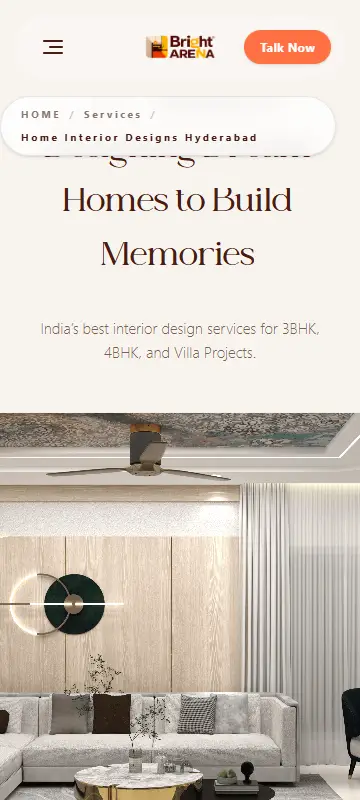 Bright
ARENA
Talk Now
HOME / Services /
Home Interior Designs Hyderabad
Homes to Build
Memories
India's best interior design services for 3BHK,
4BHK, and Villa Projects.